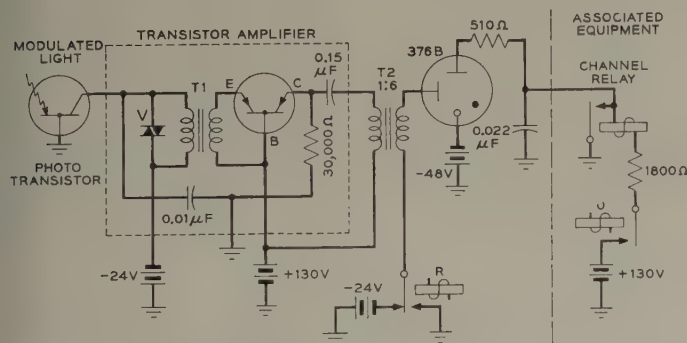 TRANSISTOR AMPLIFIER
ASSOCIATED
EQUIPMENT
MODULATED
LIGHT
PHOTO
TRANSISTOR
V
T1
E
C
B
0.15
μF
30,000Ω
0.01μF
-24V
+130V
T2
1:6
376B
510Ω
0.022
μF
-48V
-24V
R
CHANNEL
RELAY
1800Ω
U
+130V